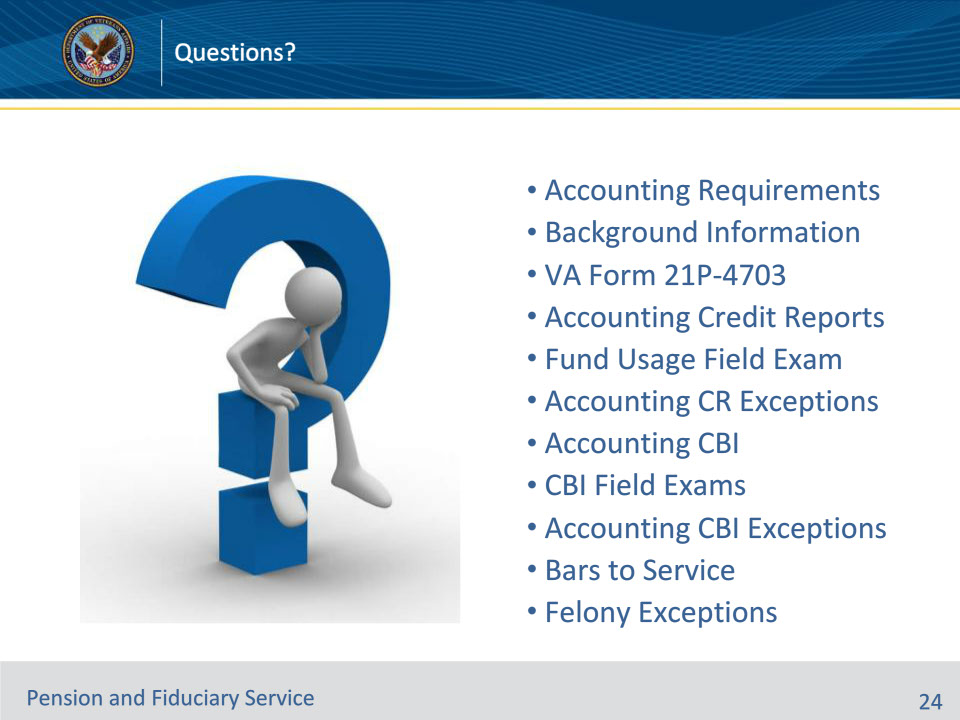 Questions?
• Accounting Requirements
• Background Information
• VA Form 21P-4703
• Accounting Credit Reports
• Fund Usage Field Exam
• Accounting CR Exceptions
• Accounting CBI
• CBI Field Exams
• Accounting CBI Exceptions
• Bars to Service
• Felony Exceptions
Pension and Fiduciary Service
24